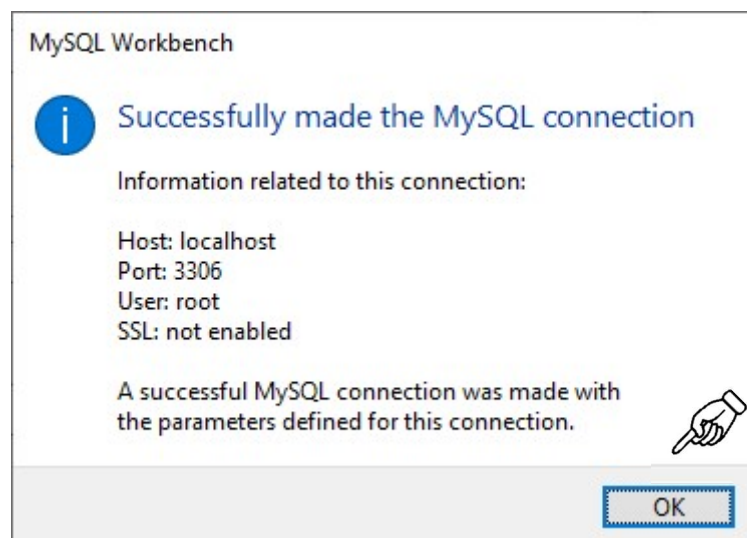 MySQL Workbench
Successfully made the MySQL connection
Information related to this connection:
Host: localhost
Port: 3306
User: root
SSL: not enabled
A successful MySQL connection was made with
the parameters defined for this connection.
OK